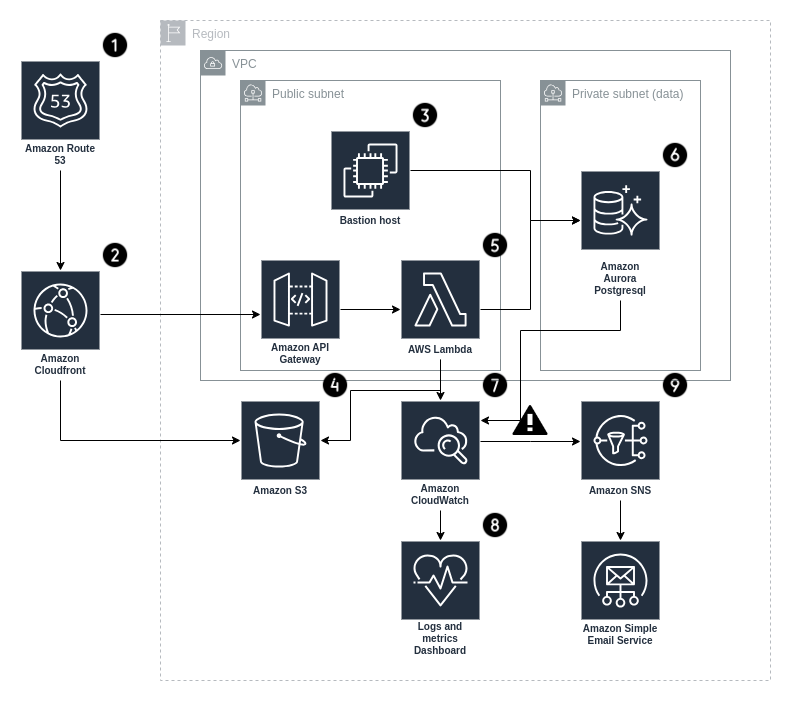 1
Region
VPC
53
Public subnet
Private subnet (data)
3
Amazon Route
53
6
Bastion host
2
5
</>
Amazon
Aurora
Postgresql
Amazon API
Gateway
AWS Lambda
Amazon
Cloudfront
4
7
9
!
Amazon S3
Amazon
CloudWatch
Amazon SNS
8
Logs and
metrics
Dashboard
Amazon Simple
Email Service